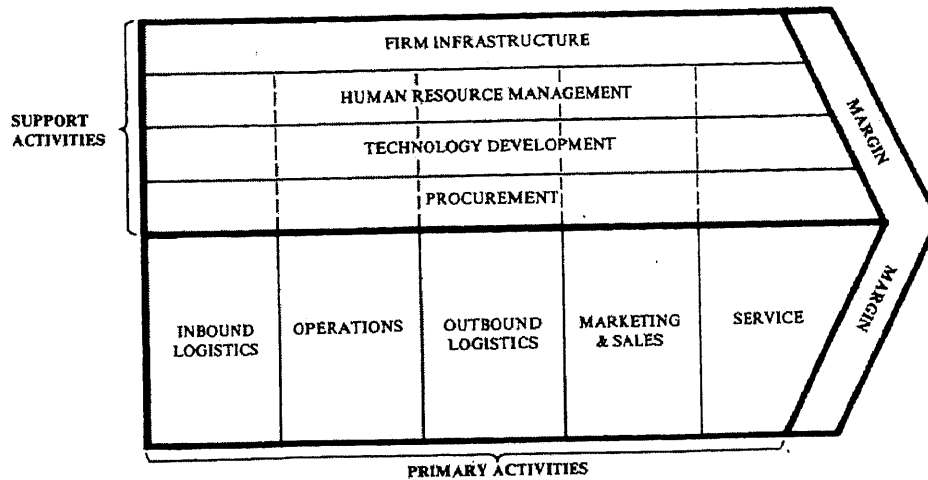 FIRM INFRASTRUCTURE
HUMAN RESOURCE MANAGEMENT
SUPPORT
ACTIVITIES
TECHNOLOGY DEVELOPMENT
PROCUREMENT
MARGIN
MARGIN
INBOUND
LOGISTICS
OPERATIONS
OUTBOUND
LOGISTICS
MARKETING
& SALES
SERVICE
PRIMARY ACTIVITIES